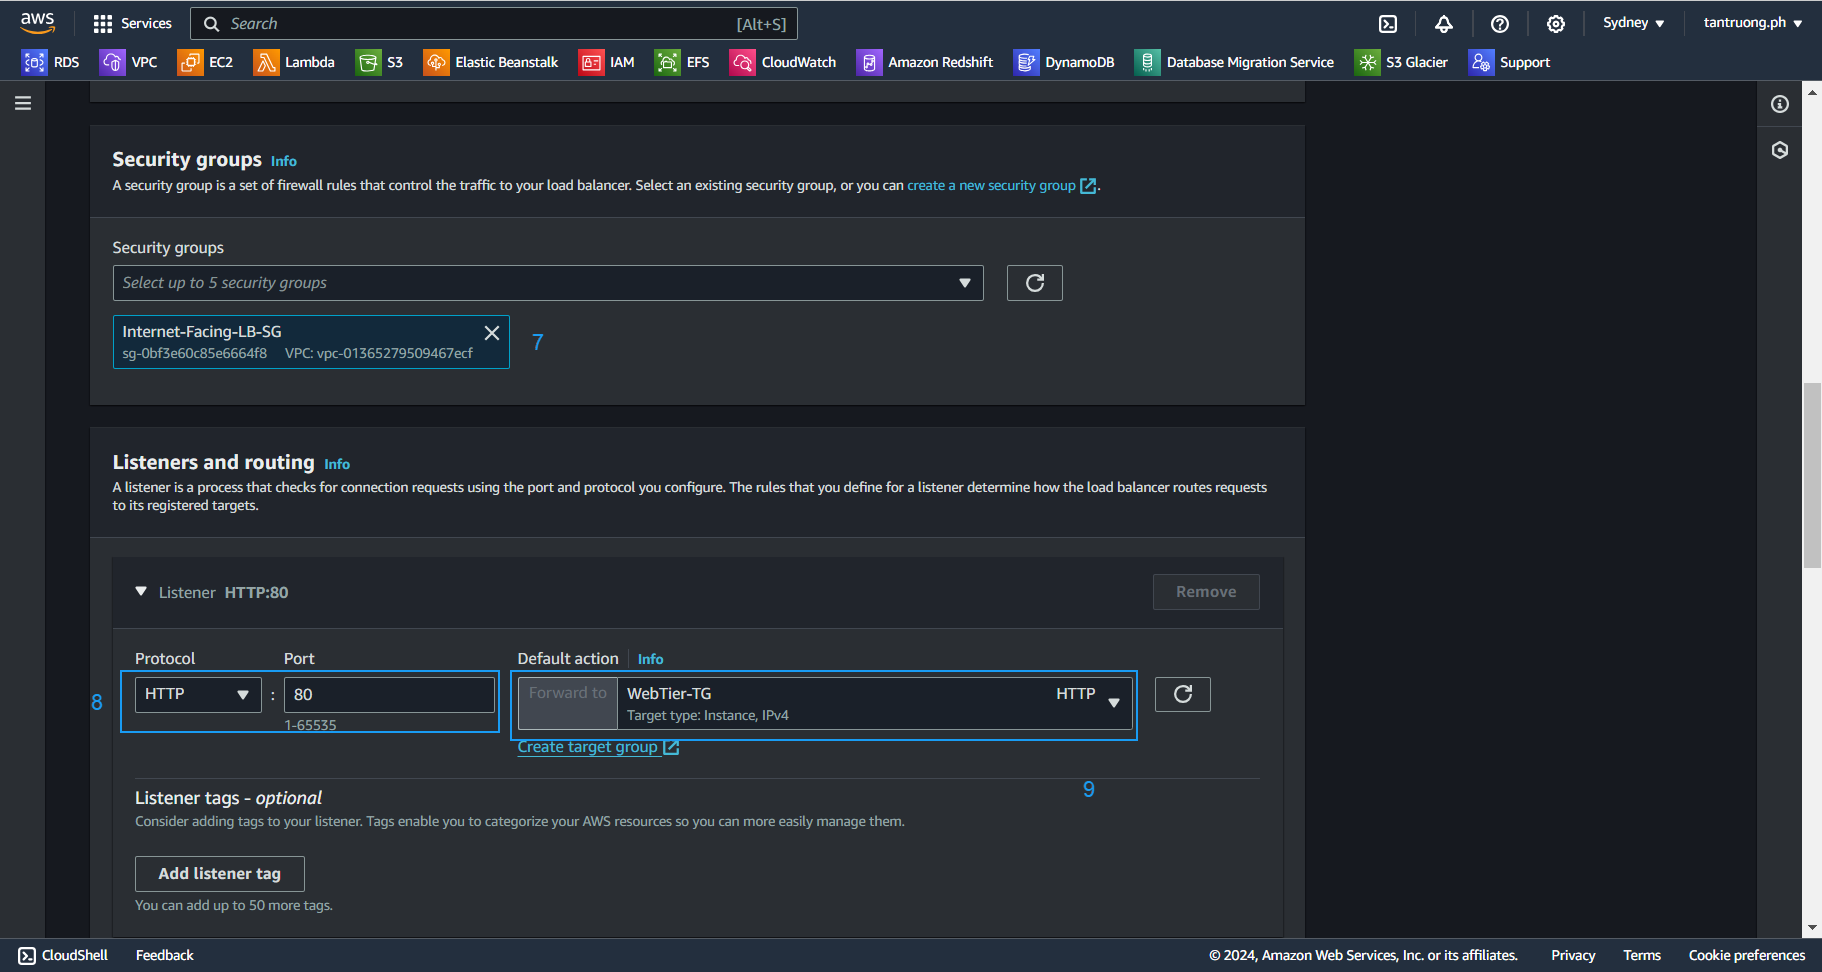 aws
Services
Search
[Alt+S]
Sydney
tantruong.ph
RDS
VPC
EC2
Lambda
S3
Elastic Beanstalk
IAM
EFS
CloudWatch
Amazon Redshift
DynamoDB
Database Migration Service
S3 Glacier
Support
Security groups Info
A security group is a set of firewall rules that control the traffic to your load balancer. Select an existing security group, or you can create a new security group.
Security groups
Select up to 5 security groups
Internet-Facing-LB-SG
sg-0bf3e60c85e6664f8 VPC: vpc-01365279509467ecf
7
Listeners and routing Info
A listener is a process that checks for connection requests using the port and protocol you configure. The rules that you define for a listener determine how the load balancer routes requests
to its registered targets.
Listener HTTP:80
Remove
Protocol
Port
Default action Info
8
HTTP
:
80
1-65535
Forward to
WebTier-TG
HTTP
Target type: Instance, IPv4
Create target group
9
Listener tags - optional
Consider adding tags to your listener. Tags enable you to categorize your AWS resources so you can more easily manage them.
Add listener tag
You can add up to 50 more tags.
CloudShell
Feedback
© 2024, Amazon Web Services, Inc. or its affiliates.
Privacy
Terms
Cookie preferences